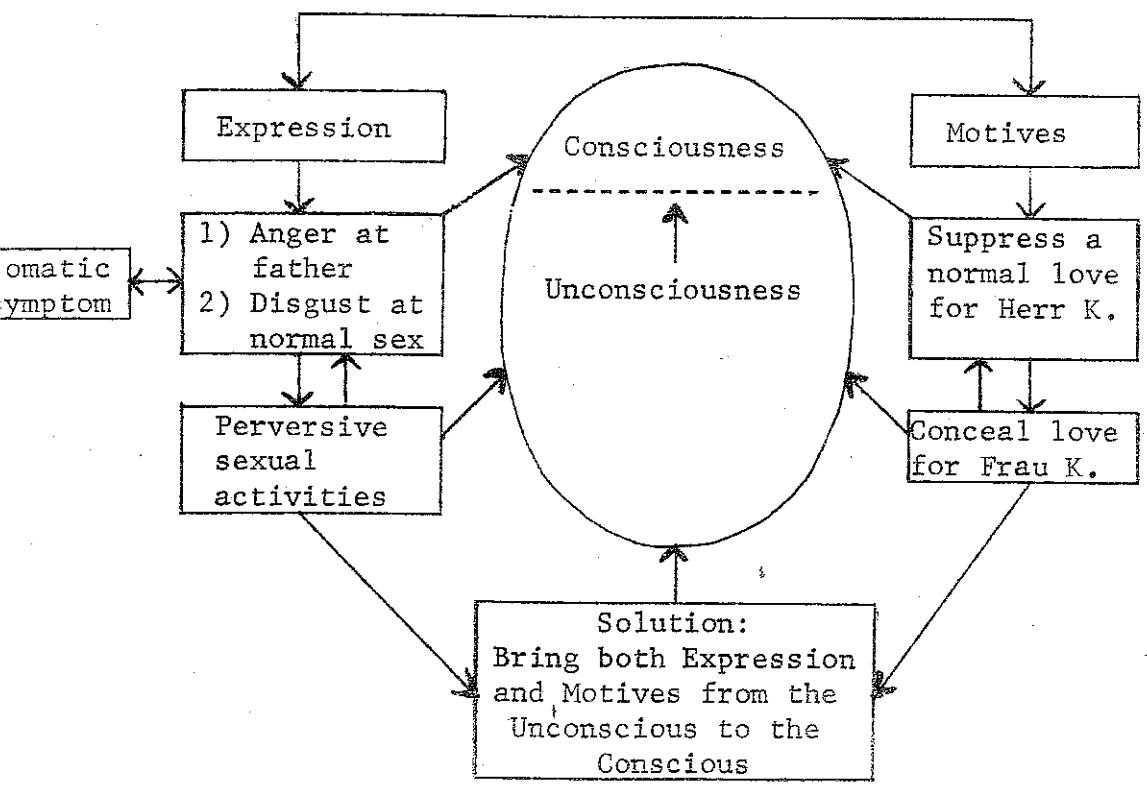 Expression
Consciousness
Motives
1) Anger at
father
2) Disgust at
normal sex
omatic
ymptom
Unconsciousness
Suppress a
normal love
for Herr K.
Perversive
sexual
activities
Conceal love
for Frau K.
Solution:
Bring both Expression
and Motives from the
Unconscious to the
Conscious